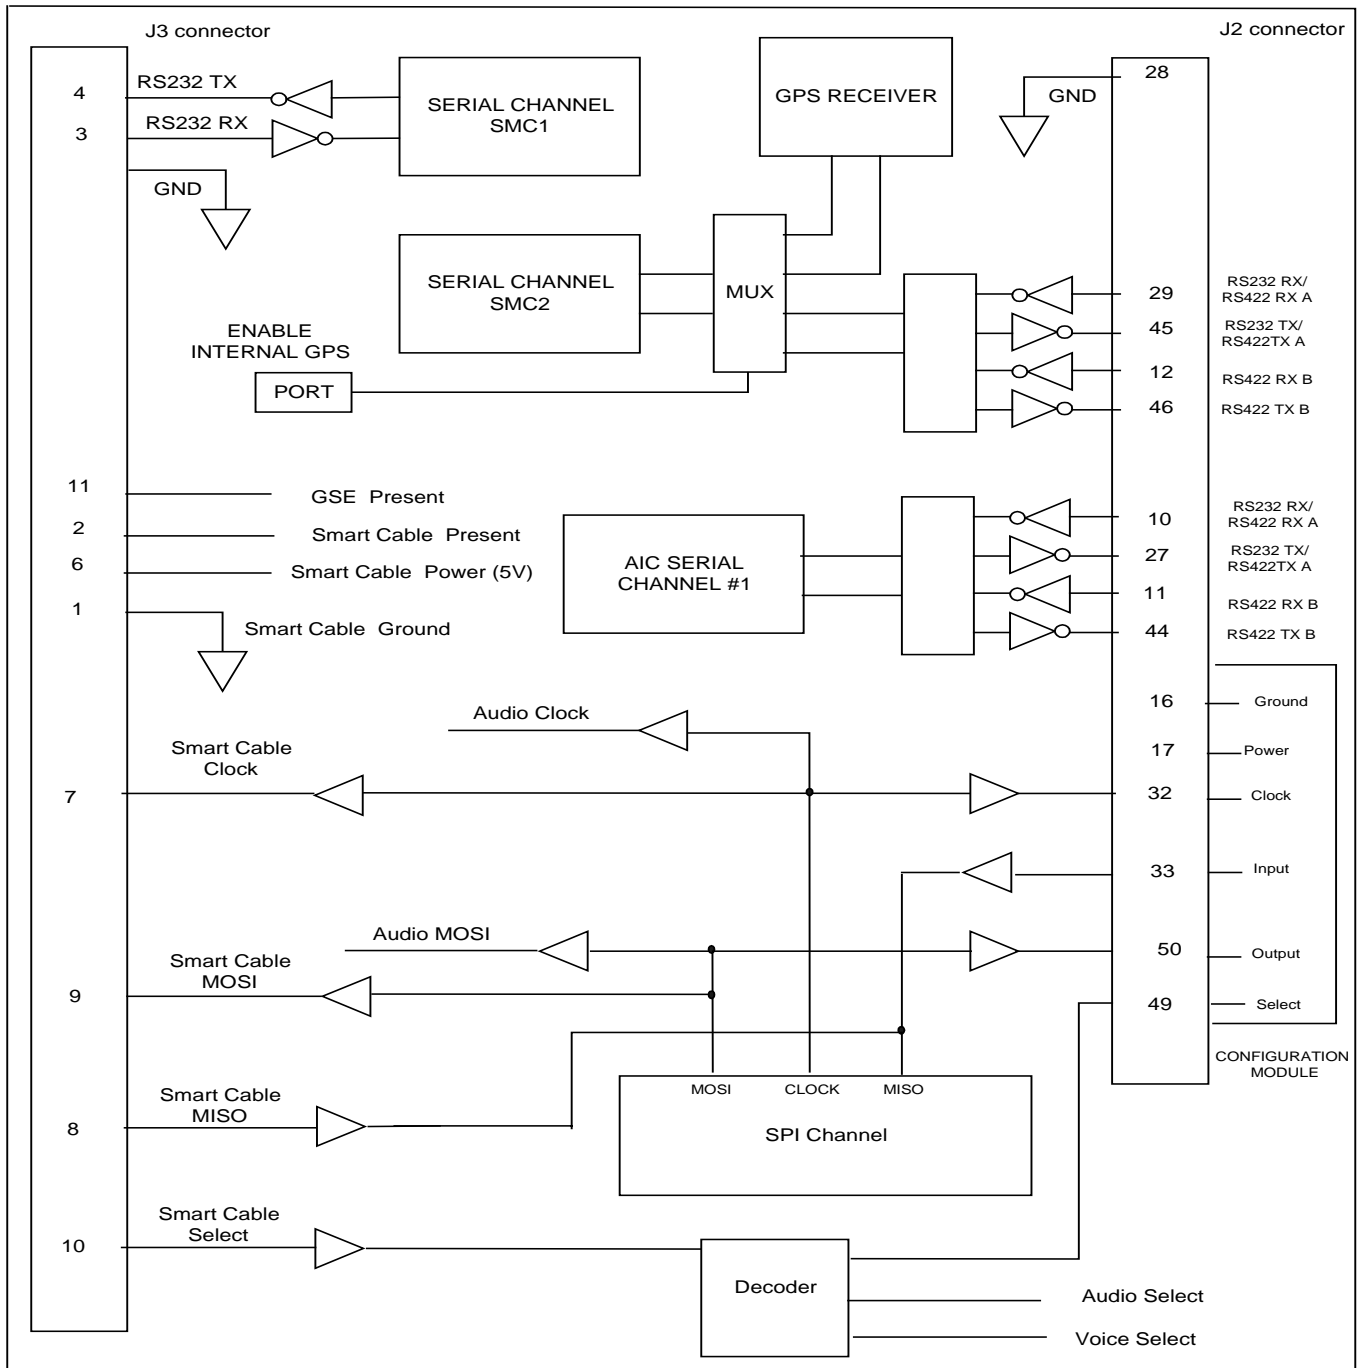 J3 connector
J2 connector
4
RS232 TX
3
RS232 RX
GND
SERIAL CHANNEL
SMC1
GPS RECEIVER
28
GND
SERIAL CHANNEL
SMC2
MUX
ENABLE
INTERNAL GPS
PORT
29
RS232 RX/
RS422 RX A
45
RS232 TX/
RS422TX A
12
RS422 RX B
46
RS422 TX B
11
GSE Present
2
Smart Cable Present
6
Smart Cable Power (5V)
1
Smart Cable Ground
AIC SERIAL
CHANNEL #1
10
RS232 RX/
RS422 RX A
27
RS232 TX/
RS422TX A
11
RS422 RX B
44
RS422 TX B
16
Ground
17
Power
32
Clock
33
Input
50
Output
49
Select
CONFIGURATION
MODULE
Audio Clock
Smart Cable
Clock
7
Audio MOSI
Smart Cable
MOSI
9
Smart Cable
MISO
8
MOSI
CLOCK
MISO
SPI Channel
Smart Cable
Select
10
Decoder
Audio Select
Voice Select